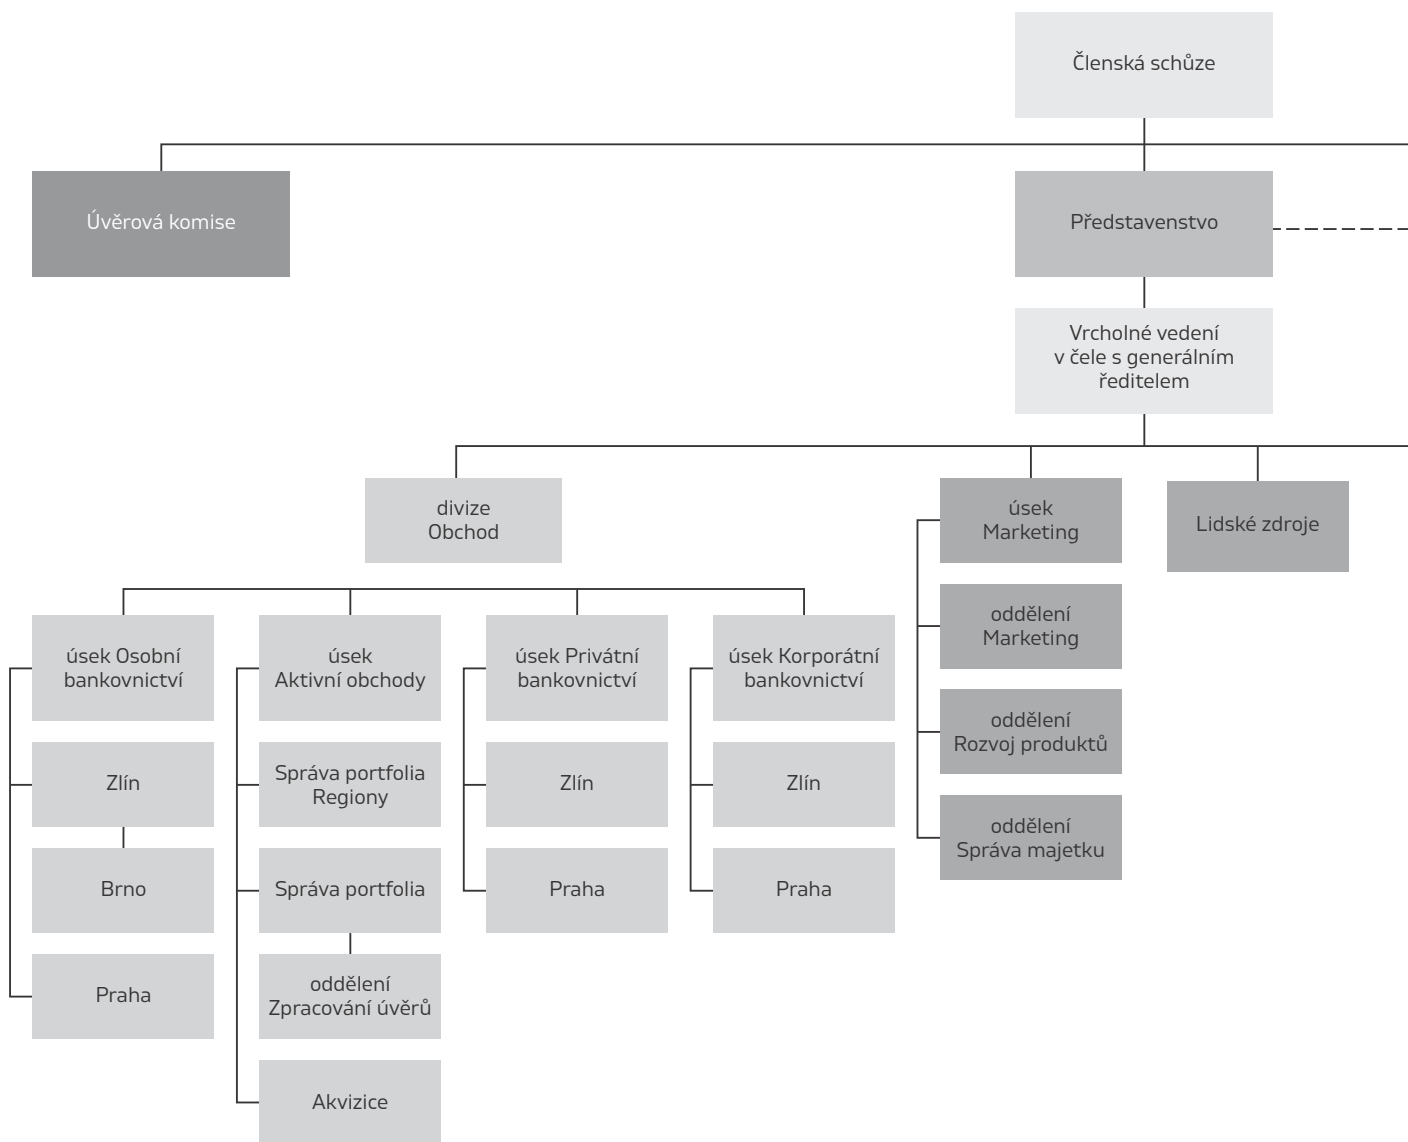 Členská schůze
Úvěrová komise
Představenstvo
Vrcholné vedení
v čele s generálním
ředitelem
divize
Obchod
úsek
Marketing
Lidské zdroje
oddělení
Marketing
oddělení
Rozvoj produktů
oddělení
Správa majetku
úsek Osobní
bankovnictví
Zlín
Brno
Praha
úsek
Aktivní obchody
Správa portfolia
Regiony
Správa portfolia
oddělení
Zpracování úvěrů
Akvizice
úsek Privátní
bankovnictví
Zlín
Praha
úsek Korporátní
bankovnictví
Zlín
Praha